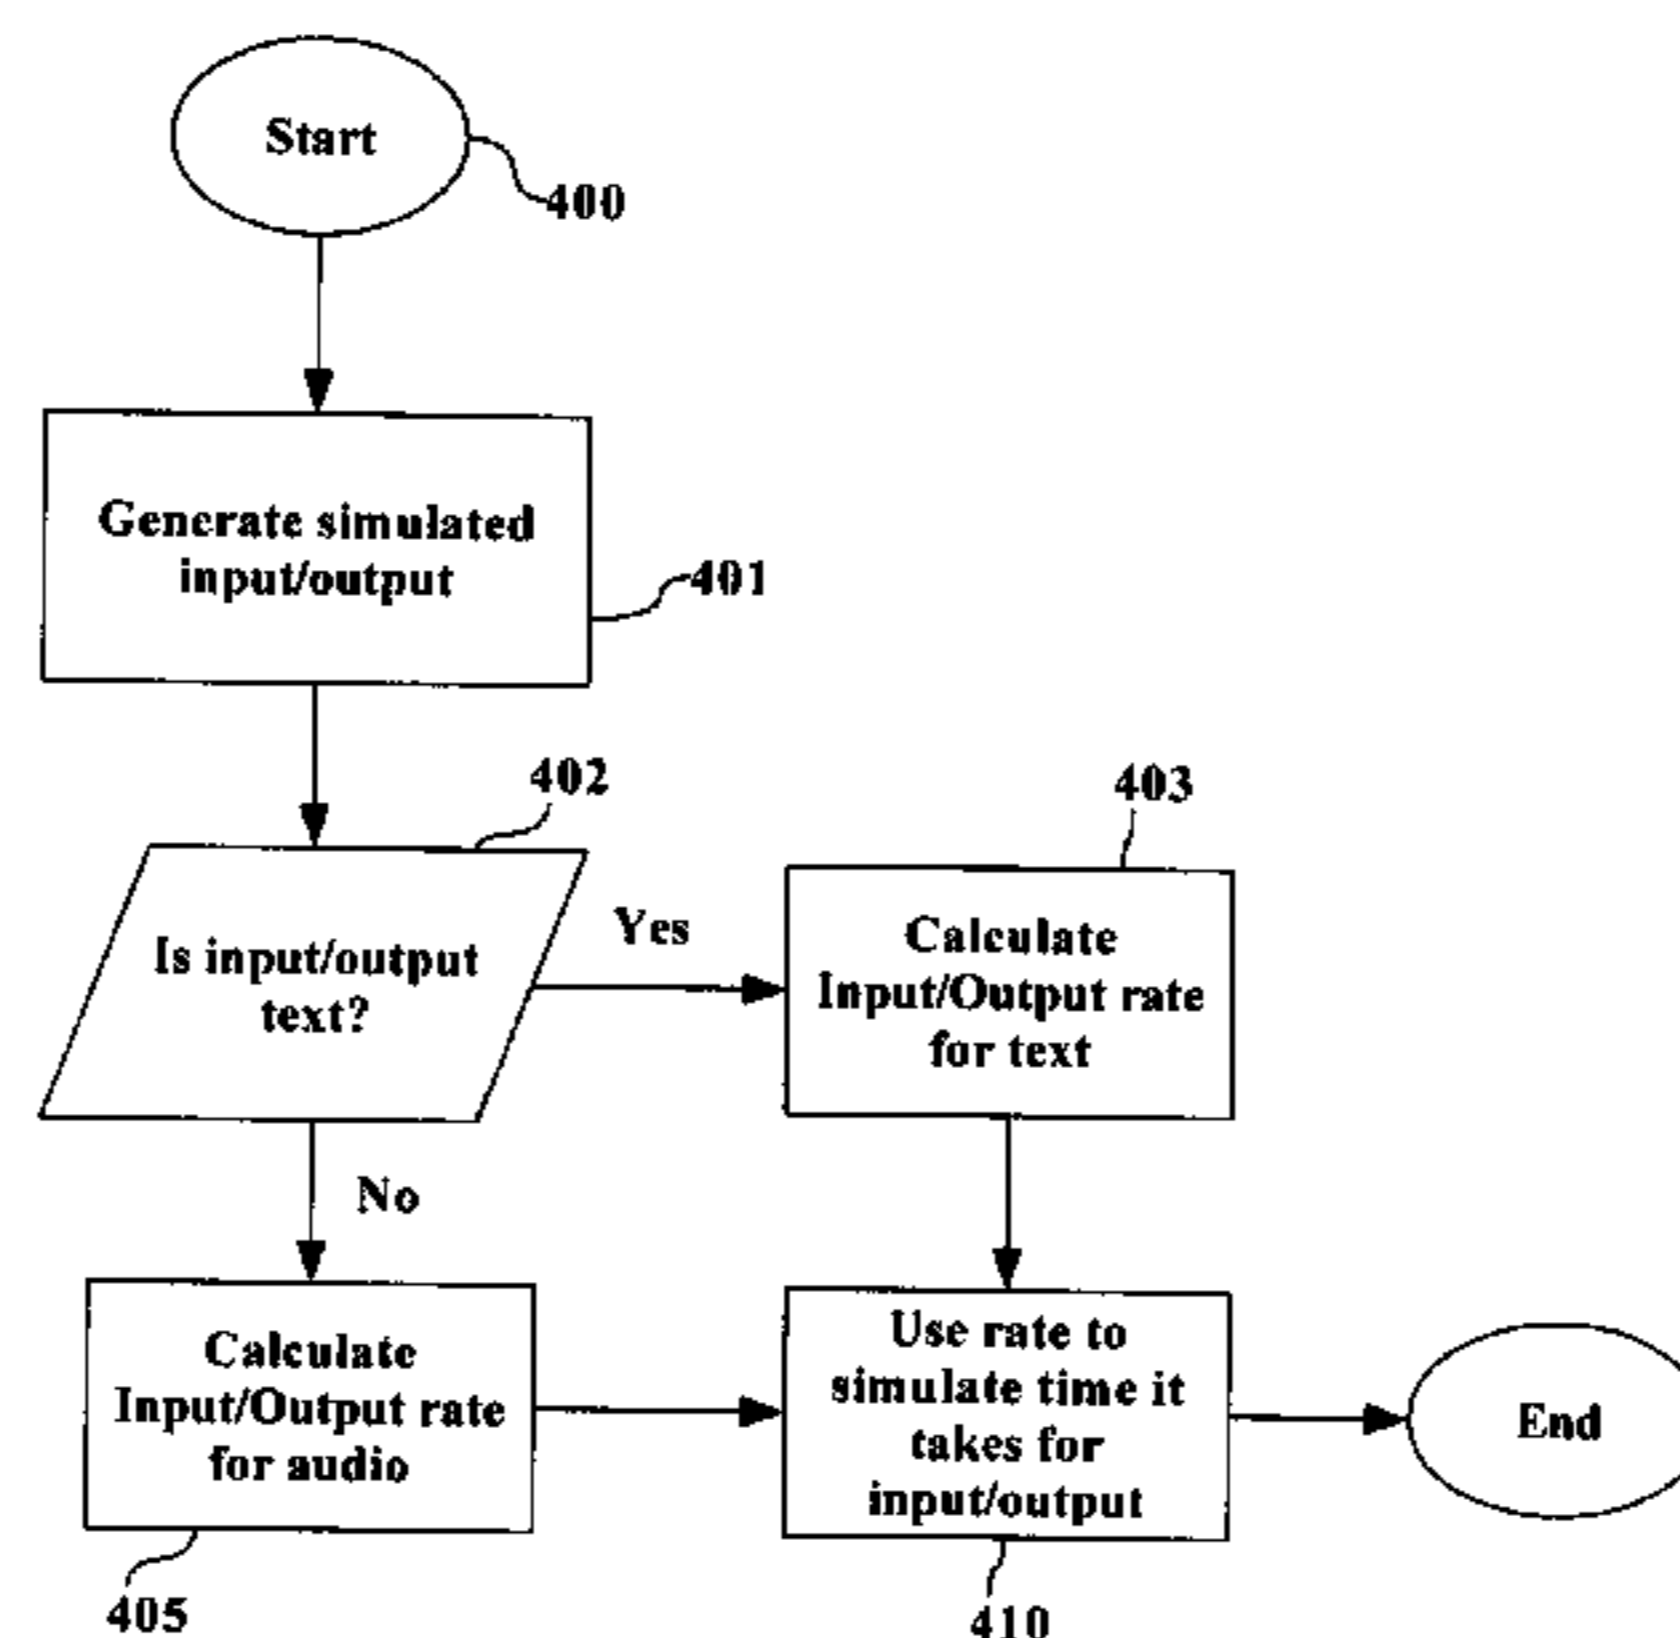 Start
400
Generate simulated
input/output
401
402
Is input/output
text?
Yes
403
Calculate
Input/Output rate
for text
No
Calculate
Input/Output rate
for audio
405
Use rate to
simulate time it
takes for
input/output
410
End